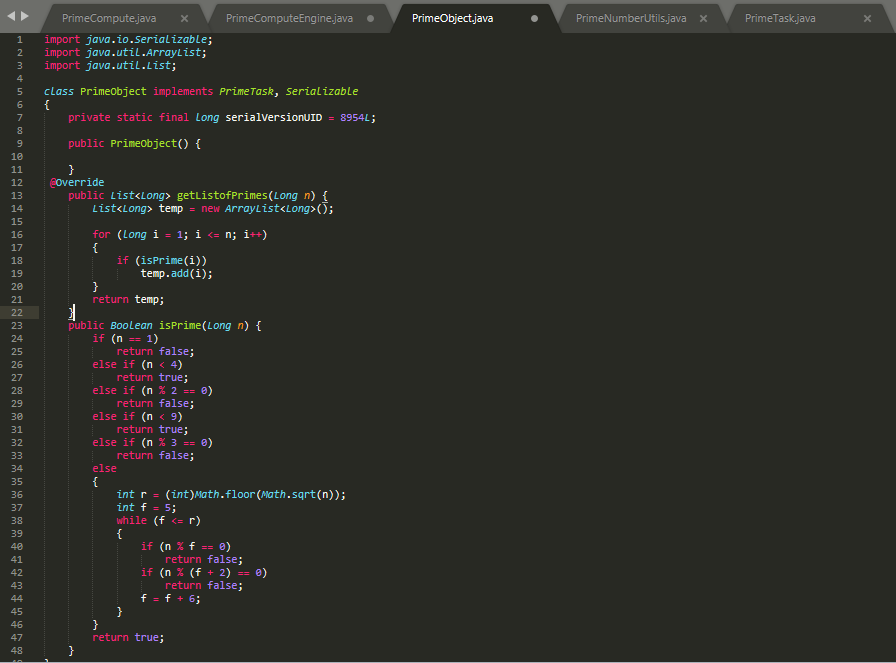 PrimeCompute.java × PrimeComputeEngine.java PrimeObject.java PrimeNumberUtils.java × PrimeTask.java ×
1 import java.io.Serializable;
2 import java.util.ArrayList;
3 import java.util.List;
4
5 class PrimeObject implements PrimeTask, Serializable
6 {
7 private static final long serialVersionUID = 8954L;
8
9 public PrimeObject() {
10
11 }
12 @Override
13 public List<Long> getListofPrimes(Long n) {
14 List<Long> temp = new ArrayList<Long>();
15
16 for (long i = 1; i <= n; i++)
17 {
18 if (isPrime(i))
19 temp.add(i);
20 }
21 return temp;
22 }
23 public Boolean isPrime(Long n) {
24 if (n == 1)
25 return false;
26 else if (n < 4)
27 return true;
28 else if (n % 2 == 0)
29 return false;
30 else if (n < 9)
31 return true;
32 else if (n % 3 == 0)
33 return false;
34 else
35 {
36 int r = (int)Math.floor(Math.sqrt(n));
37 int f = 5;
38 while (f <= r)
39 {
40 if (n % f == 0)
41 return false;
42 if (n % (f + 2) == 0)
43 return false;
44 f = f + 6;
45 }
46 }
47 return true;
48 }